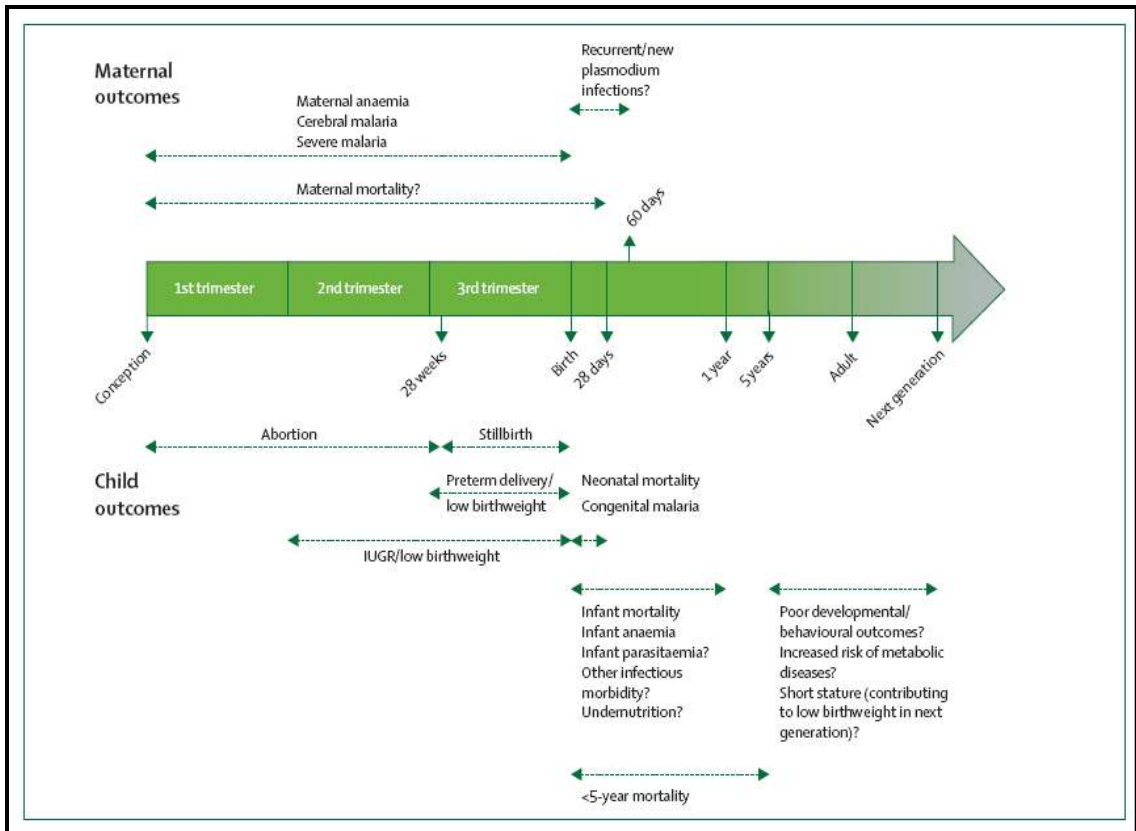 Maternal
outcomes
Recurrent/new
plasmodium
infections?
Maternal anaemia
Cerebral malaria
Severe malaria
Maternal mortality?
60 days
1st trimester
2nd trimester
3rd trimester
Conception
28 weeks
Birth
28 days
1 year
5 years
Adult
Next generation
Abortion
Stillbirth
Child
outcomes
Preterm delivery/
low birthweight
Neonatal mortality
Congenital malaria
IUGR/low birthweight
Infant mortality
Infant anaemia
Infant parasitaemia?
Other infectious
morbidity?
Undernutrition?
Poor developmental/
behavioural outcomes?
Increased risk of metabolic
diseases?
Short stature (contributing
to low birthweight in next
generation)?
<5-year mortality